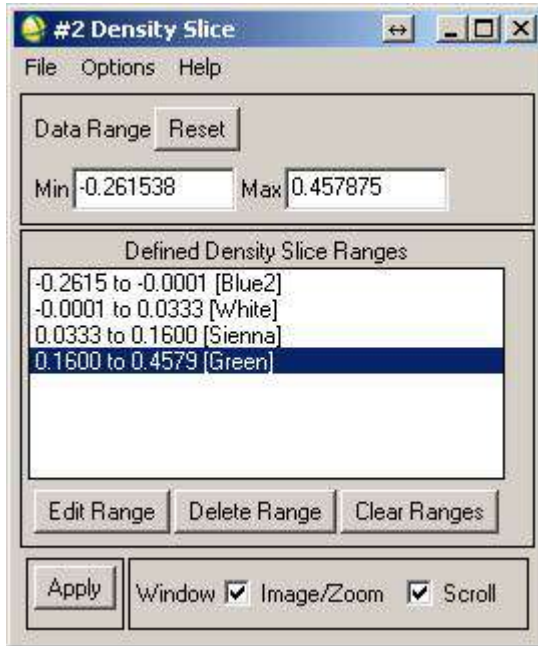 #2 Density Slice
File Options Help
Data Range Reset
Min -0.261538 Max 0.457875
Defined Density Slice Ranges
-0.2615 to -0.0001 [Blue2]
-0.0001 to 0.0333 [White]
0.0333 to 0.1600 [Sienna]
0.1600 to 0.4579 [Green]
Edit Range Delete Range Clear Ranges
Apply Window Image/Zoom Scroll